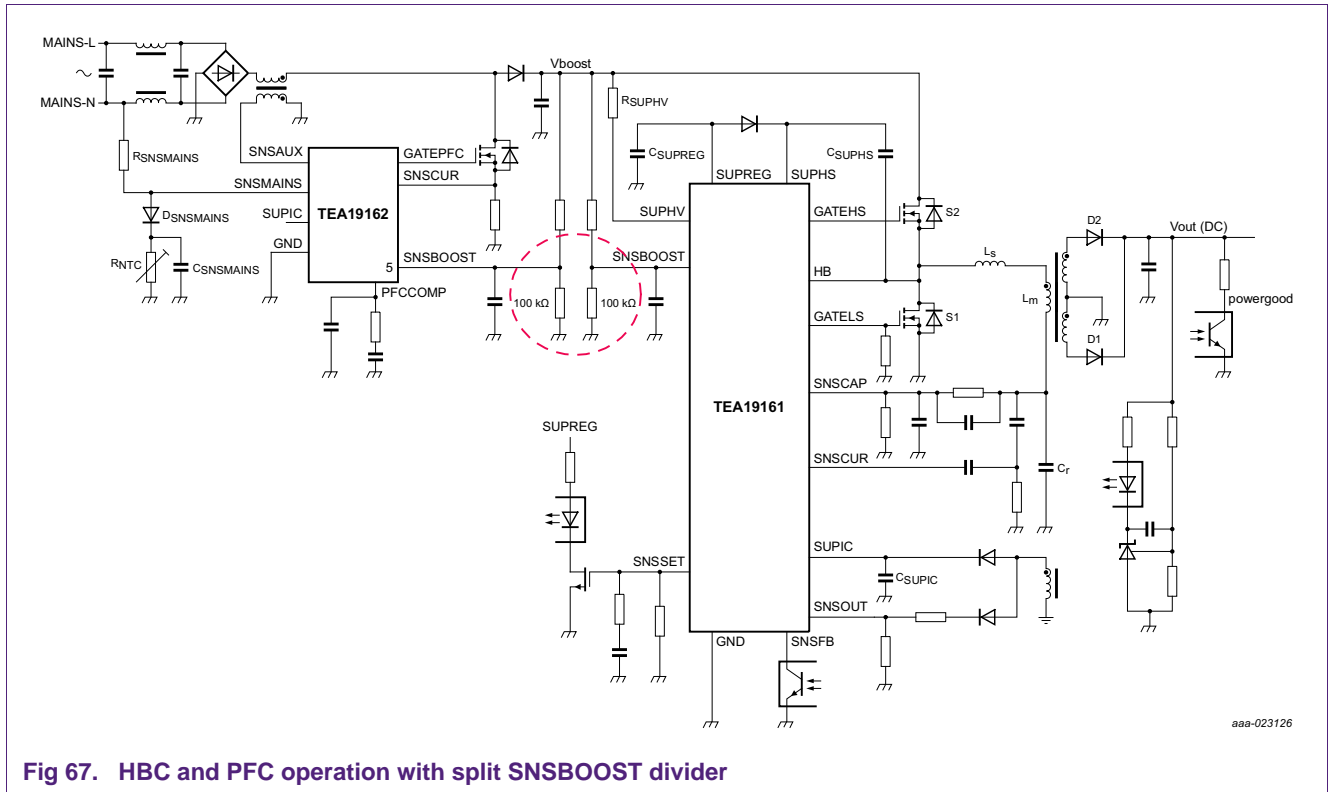 MAINS-L
MAINS-N
Vboost
RSUPHV
CSUPREG
CSUPHS
SUPREG
SUPHS
RSNSMAINS
SNSAUX
GATEPFC
SNSCUR
SNSMAINS
TEA19162
SUPIC
GND
5
SNSBOOST
PFCCOMP
DSNSMAINS
RNTC
CSNSMAINS
100 kΩ
100 kΩ
SNSBOOST
SUPHV
GATEHS
S2
HB
GATELS
S1
Ls
Lm
D2
D1
Vout (DC)
powergood
TEA19161
SNSCAP
SNSCUR
Cr
SUPREG
SNSSET
SUPIC
CSUPIC
SNSOUT
GND
SNSFB
aaa-023126
Fig 67. HBC and PFC operation with split SNSBOOST divider